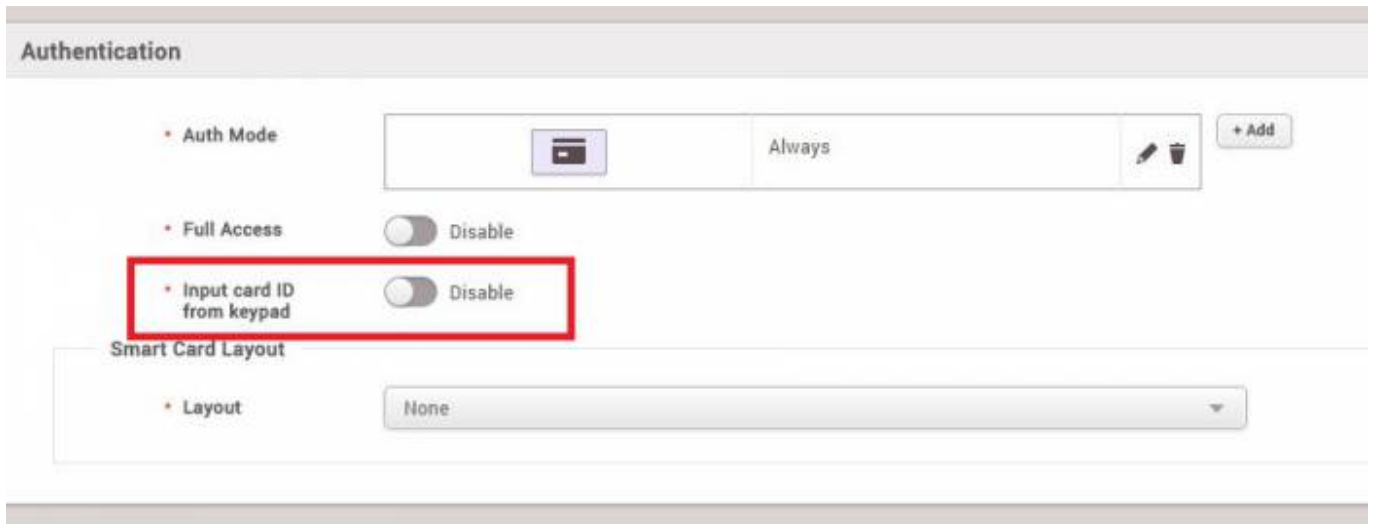 Authentication
• Auth Mode
Always
+ Add
• Full Access
Disable
• Input card ID
from keypad
Disable
Smart Card Layout
• Layout
None